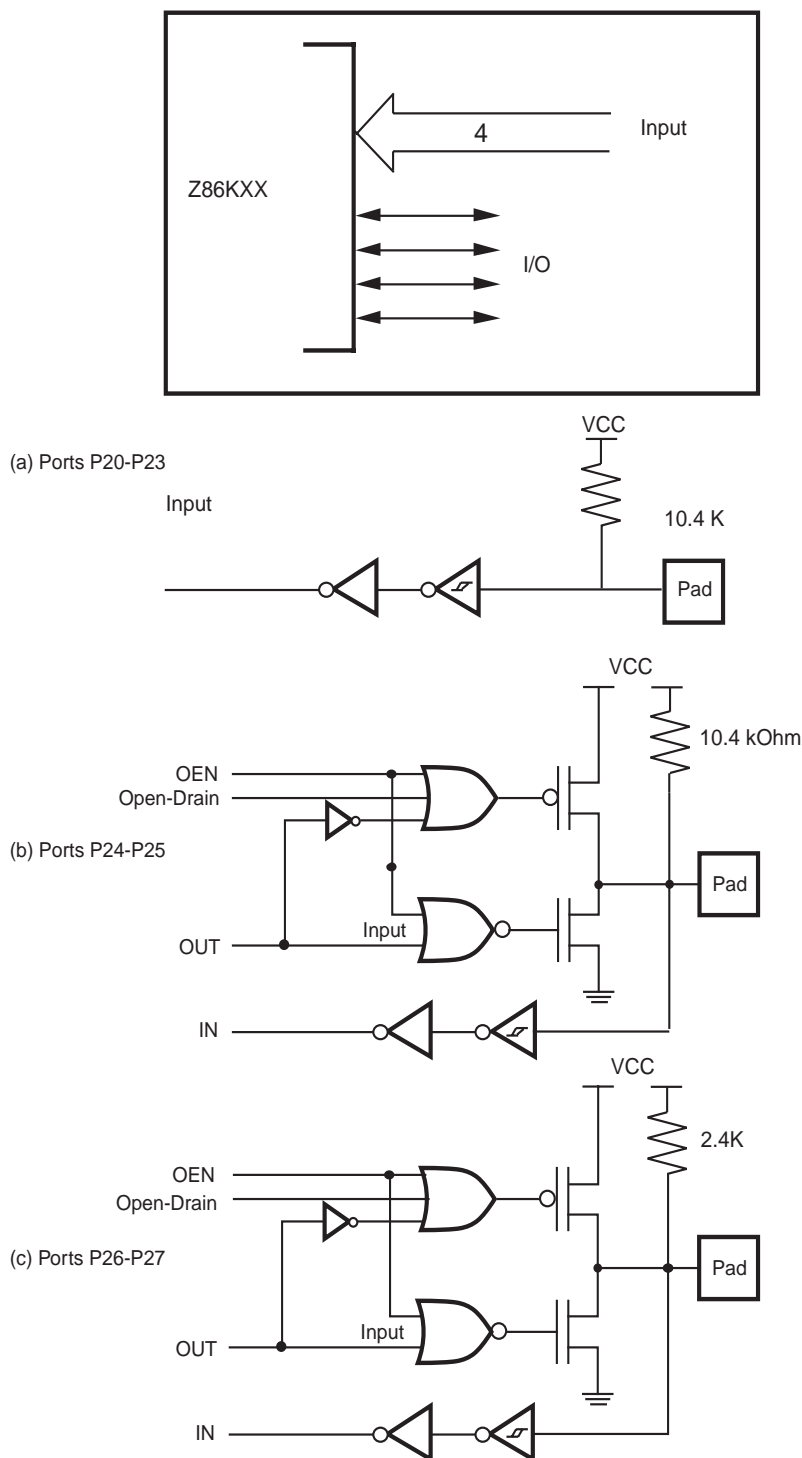 Z86KXX
4
Input
I/O
(a) Ports P20-P23
Input
VCC
10.4 K
Pad
VCC
10.4 kOhm
OEN
Open-Drain
(b) Ports P24-P25
Pad
Input
OUT
IN
VCC
2.4K
OEN
Open-Drain
(c) Ports P26-P27
Pad
Input
OUT
IN